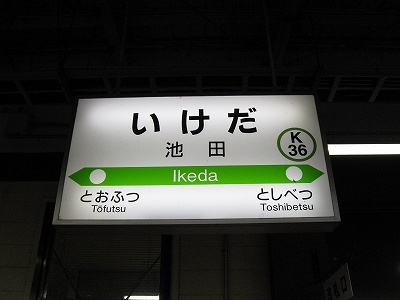 いけだ
池田
K
36
Ikeda
とおふつ
Tōfutsu
としべつ
Toshibetsu